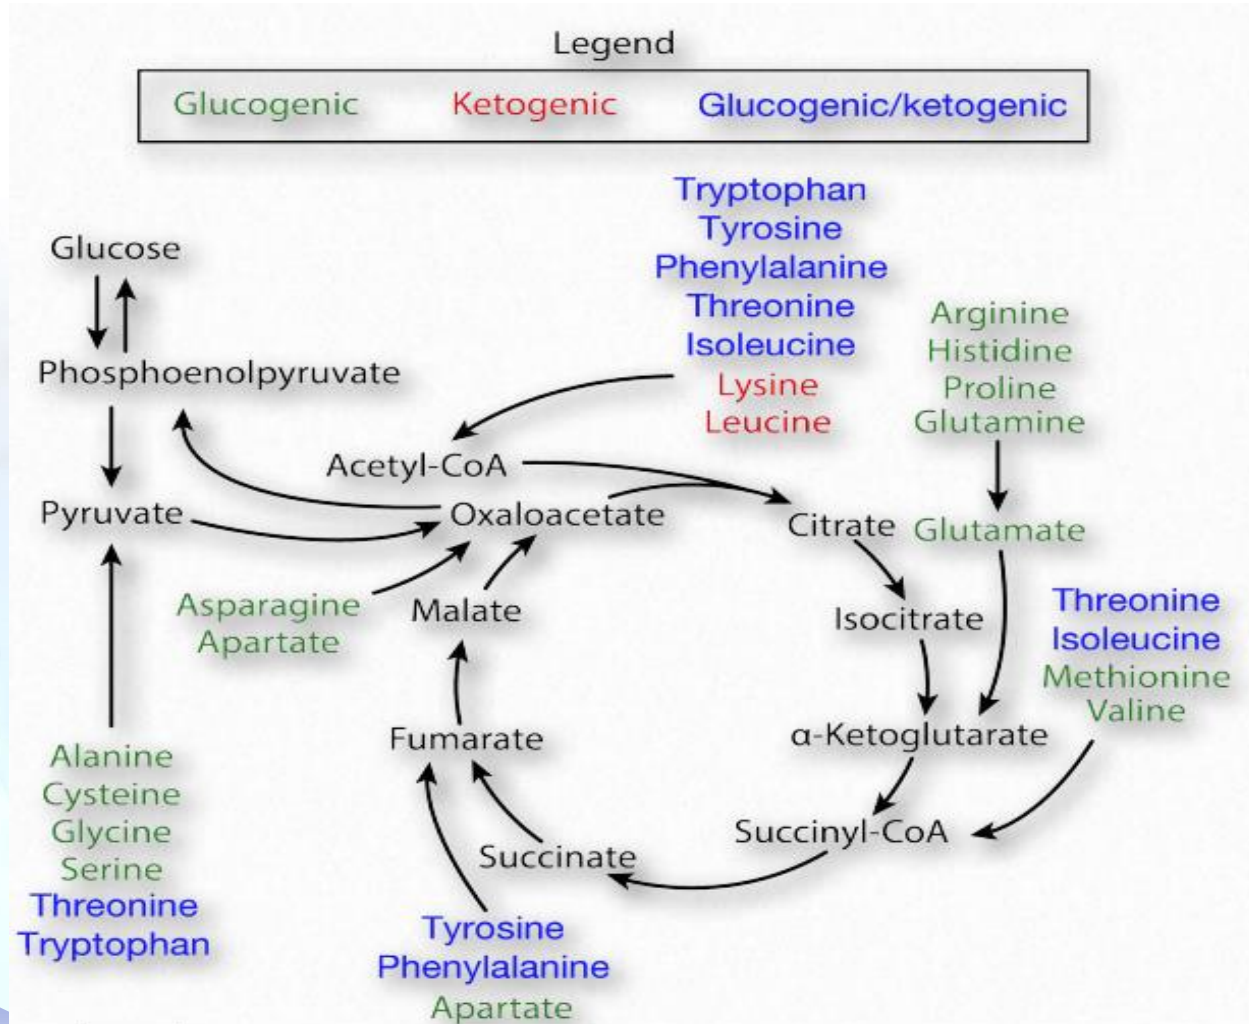 Legend
Glucogenic Ketogenic Glucogenic/ketogenic
Tryptophan
Tyrosine
Phenylalanine
Threonine
Isoleucine
Lysine
Leucine
Glucose
Phosphoenolpyruvate
Pyruvate
Arginine
Histidine
Proline
Glutamine
Glutamate
Acetyl-CoA
Oxaloacetate
Citrate
Isocitrate
α-Ketoglutarate
Succinyl-CoA
Succinate
Fumarate
Malate
Asparagine
Apartate
Threonine
Isoleucine
Methionine
Valine
Alanine
Cysteine
Glycine
Serine
Threonine
Tryptophan
Tyrosine
Phenylalanine
Apartate